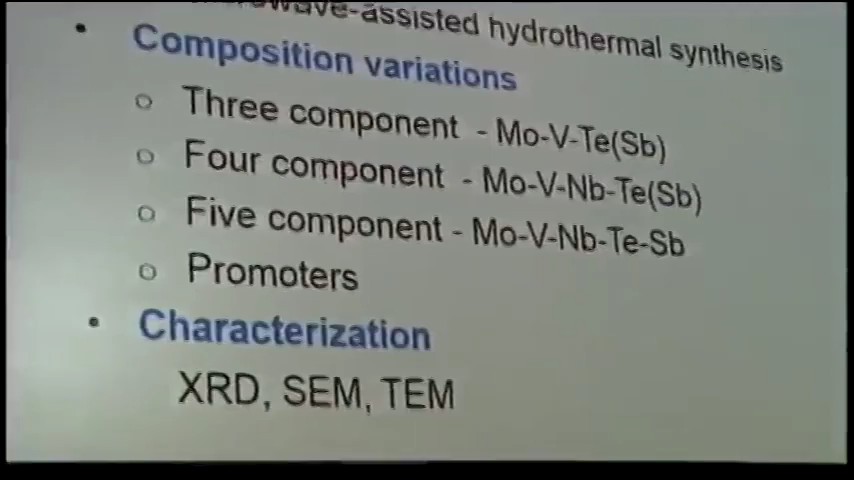 -assisted hydrothermal synthesis
• Composition variations
o Three component - Mo-V-Te(Sb)
o Four component - Mo-V-Nb-Te(Sb)
o Five component - Mo-V-Nb-Te-Sb
o Promoters
• Characterization
XRD, SEM, TEM